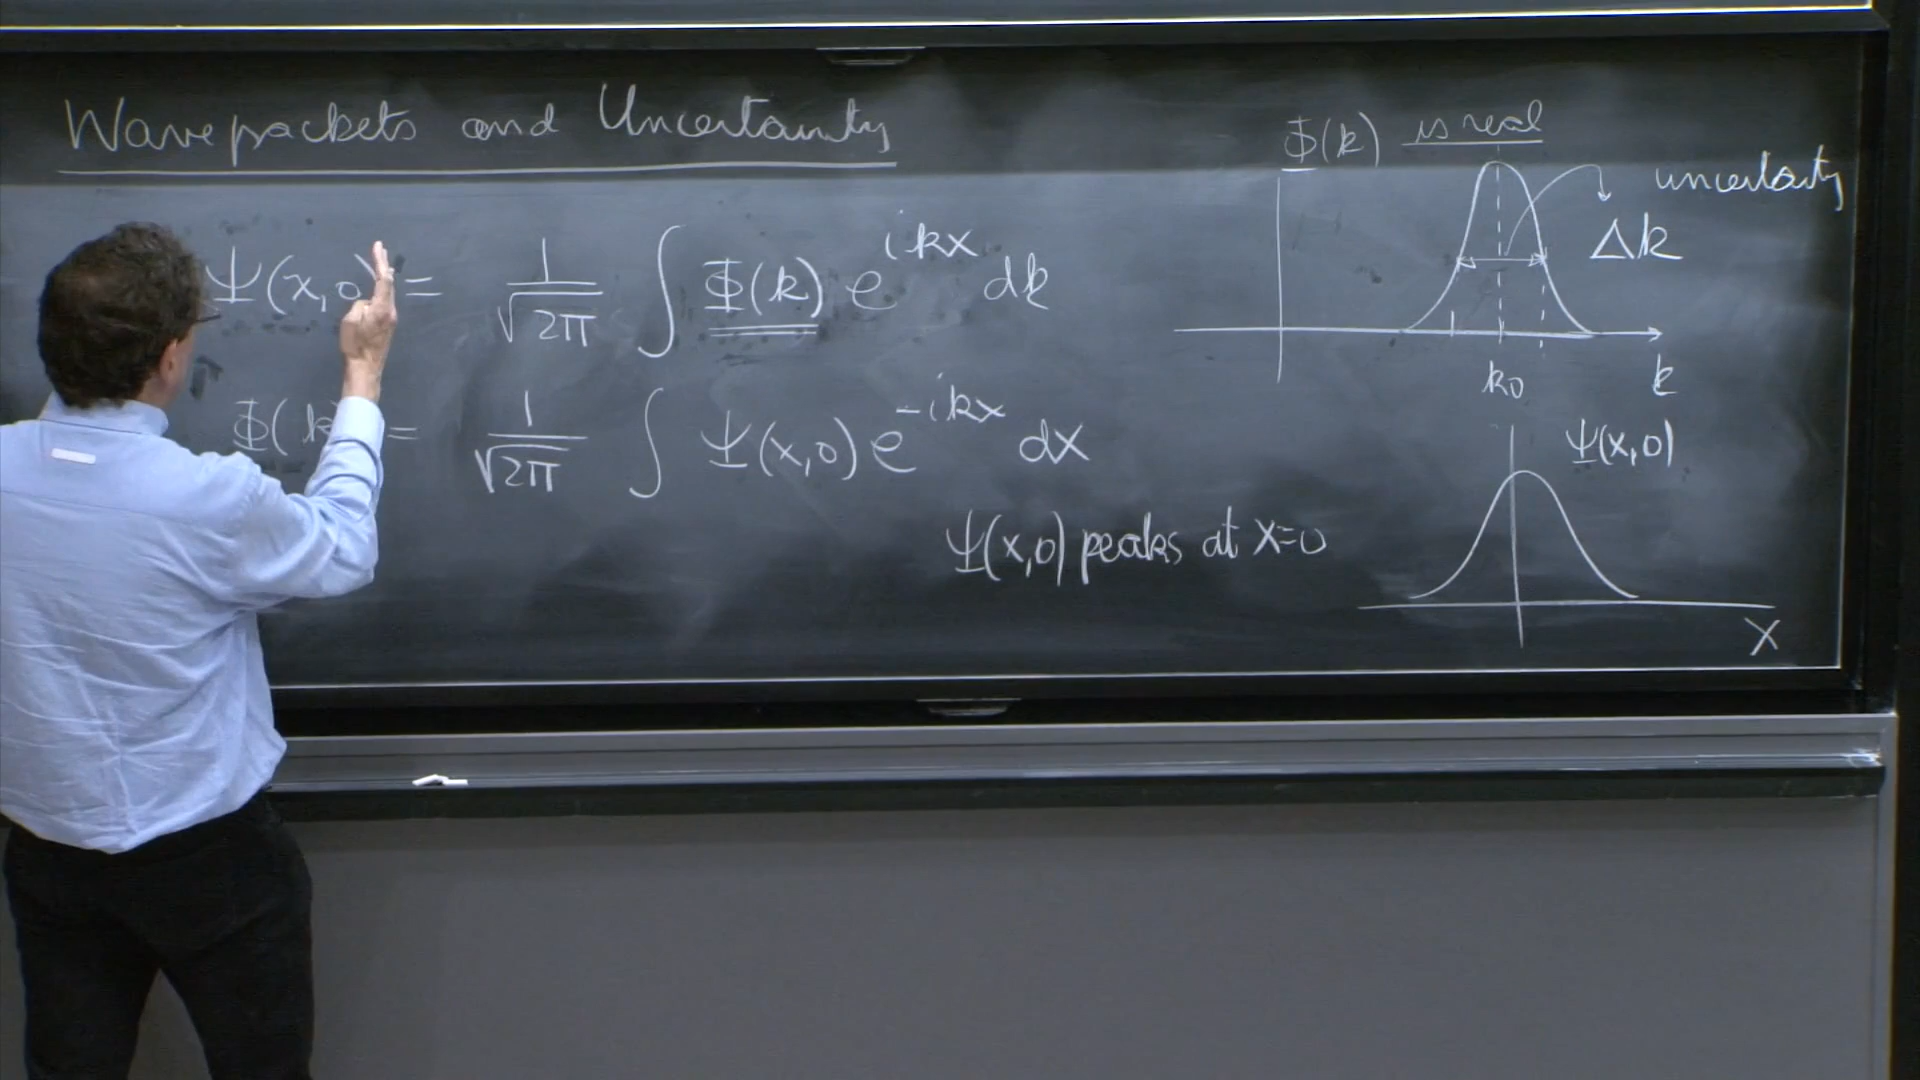 Wavepackets and Uncertainty
Ψ(x,0) = 1/√2π ∫ Φ(k) e^{ikx} dk
Φ(k = 1/√2π ∫ Ψ(x,0) e^{-ikx} dx
Ψ(x,0) peaks at x=0
Φ(k) is real
uncertainty
Δk
k0
k
Ψ(x,0)
x